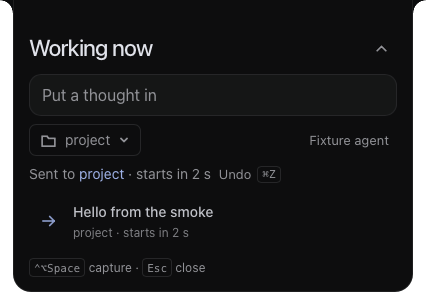 Working now
Put a thought in
project
Fixture agent
Sent to project · starts in 2 s Undo ⌘Z
Hello from the smoke
project · starts in 2 s
⌃⌥Space capture · Esc close